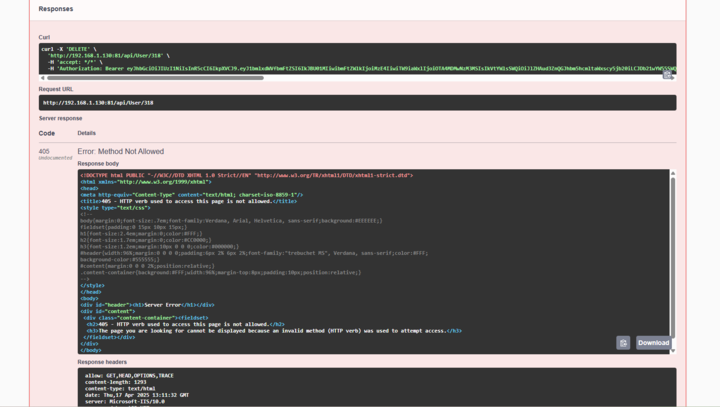 Responses
Curl
curl -X 'DELETE' \
'http://192.168.1.130:81/api/User/318' \
-H 'accept: */*' \
-H 'Authorization: Bearer
Request URL
http://192.168.1.130:81/api/User/318
Server response
Code Details
405 Error: Method Not Allowed
undocumented
Response body
<!DOCTYPE html PUBLIC "-//W3C//DTD XHTML 1.0 Strict//EN" "http://www.w3.org/TR/xhtml1/DTD/xhtml1-strict.dtd">
<html xmlns="http://www.w3.org/1999/xhtml">
<head>
<meta http-equiv="Content-Type" content="text/html; charset=iso-8859-1"/>
<title>405 - HTTP verb used to access this page is not allowed.</title>
<style type="text/css">
<!--
body{margin:0;font-size:.7em;font-family:Verdana, Arial, Helvetica, sans-serif;background:#EEEEEE;}
fieldset{padding:0 15px 10px 15px;}
h1{font-size:2.4em;margin:0;color:#FFF;}
h2{font-size:1.7em;margin:0;color:#CC0000;}
h3{font-size:1.2em;margin:10px 0 0 0;color:#000000;}
#header{width:96%;margin:0 0 0 0;padding:6px 2% 6px 2%;font-family:"trebuchet MS", Verdana, sans-serif;color:#FFF;
background-color:#555555;}
#content{margin:0 0 0 2%;position:relative;}
.content-container{background:#FFF;width:96%;margin-top:8px;padding:10px;position:relative;}
-->
</style>
</head>
<body>
<div id="header"><h1>Server Error</h1></div>
<div id="content">
<div class="content-container"><fieldset>
<h2>405 - HTTP verb used to access this page is not allowed.</h2>
<h3>The page you are looking for cannot be displayed because an invalid method (HTTP verb) was used to attempt access.</h3>
</fieldset></div>
</div>
</body>
Download
Response headers
allow: GET,HEAD,OPTIONS,TRACE
content-length: 1293
content-type: text/html
date: Thu,17 Apr 2025 13:11:32 GMT
server: Microsoft-IIS/10.0